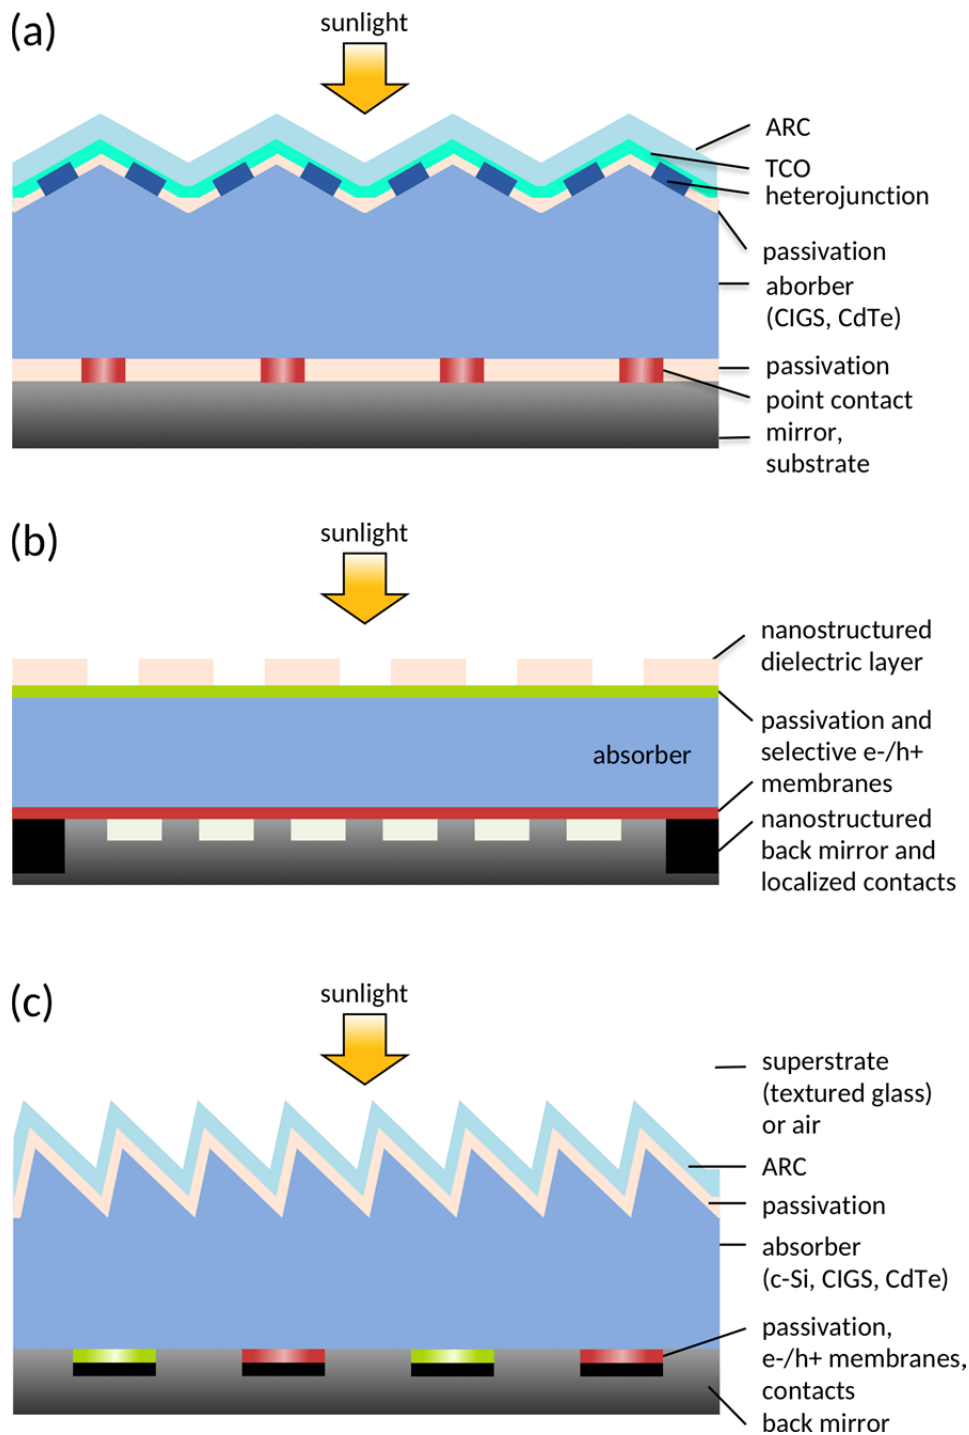 (a)
sunlight
ARC
TCO
heterojunction
passivation
aborber
(CIGS, CdTe)
passivation
point contact
mirror,
substrate
(b)
sunlight
nanostructured
dielectric layer
passivation and
selective e-/h+
membranes
absorber
nanostructured
back mirror and
localized contacts
(c)
sunlight
superstrate
(textured glass)
or air
ARC
passivation
absorber
(c-Si, CIGS, CdTe)
passivation,
e-/h+ membranes,
contacts
back mirror